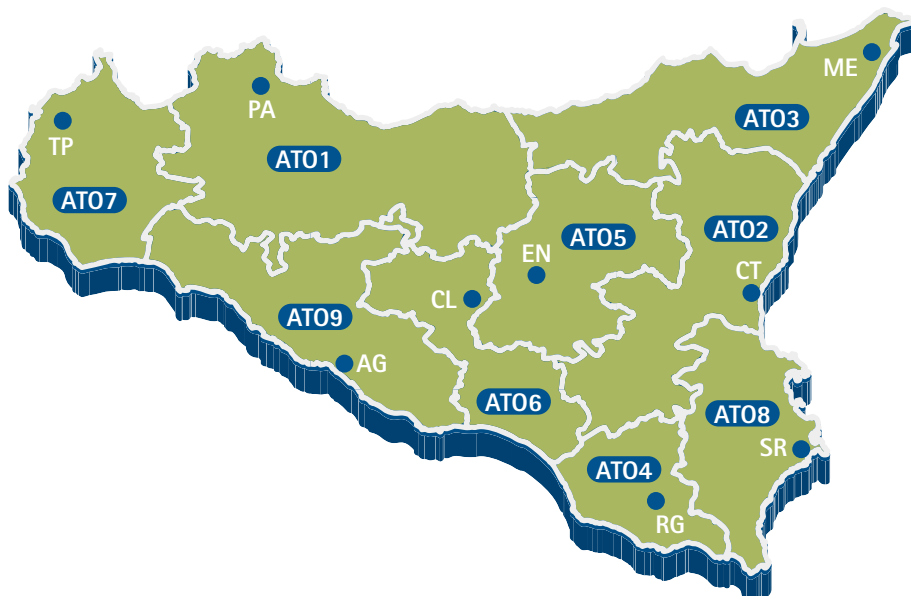 ME
PA
ATO3
TP
ATO1
ATO7
ATO2
ATO5
EN
CT
CL
ATO9
AG
ATO6
ATO8
SR
ATO4
RG